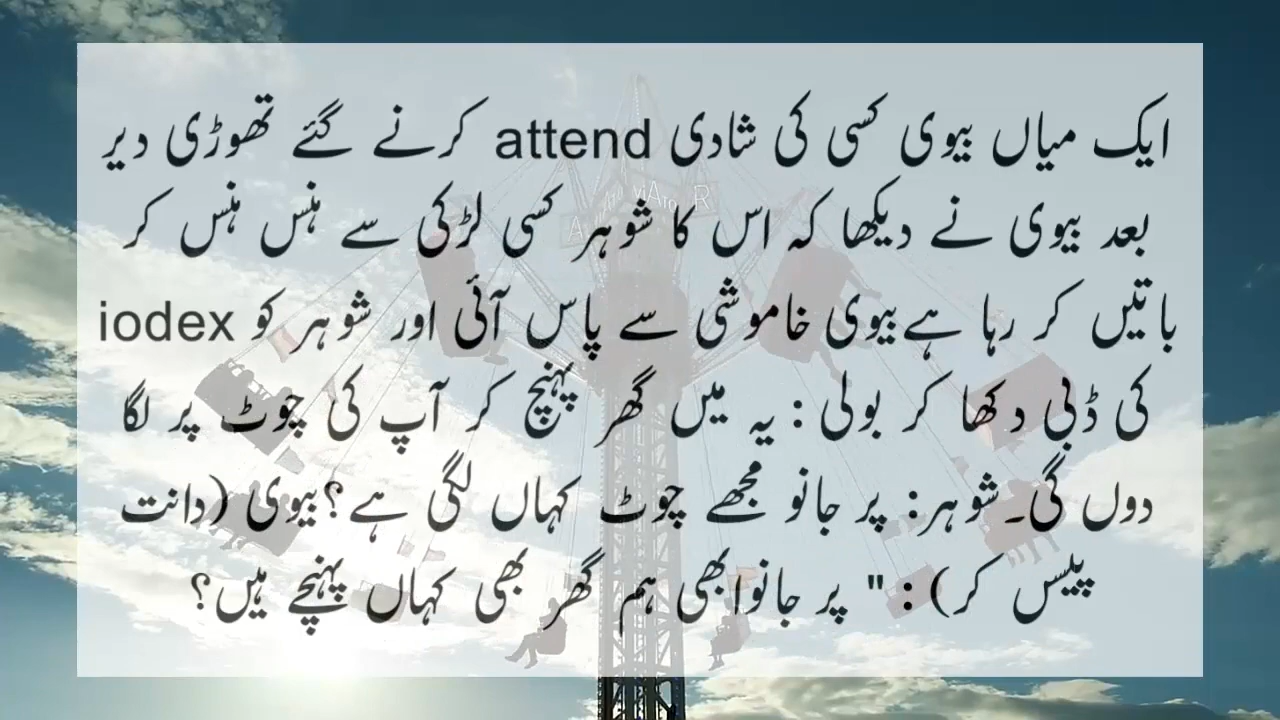 ایک میاں بیوی کسی کی شادی attend کرنے گئے تھوڑی دیر
بعد بیوی نے دیکھا کہ اس کا شوہر کسی لڑکی سے ہنس ہنس کر
باتیں کر رہا ہے بیوی خاموشی سے پاس آئی اور شوہر کو iodex
کی ڈبی دکھا کر بولی : یہ میں گھر پہنچ کر آپ کی چوٹ پر لگا
دوں گی۔ شوہر: پر جانو مجھے چوٹ کہاں لگی ہے؟ بیوی (دانت
پیس کر) : " پر جانوابھی ہم گھر بھی کہاں پہنچے ہیں؟